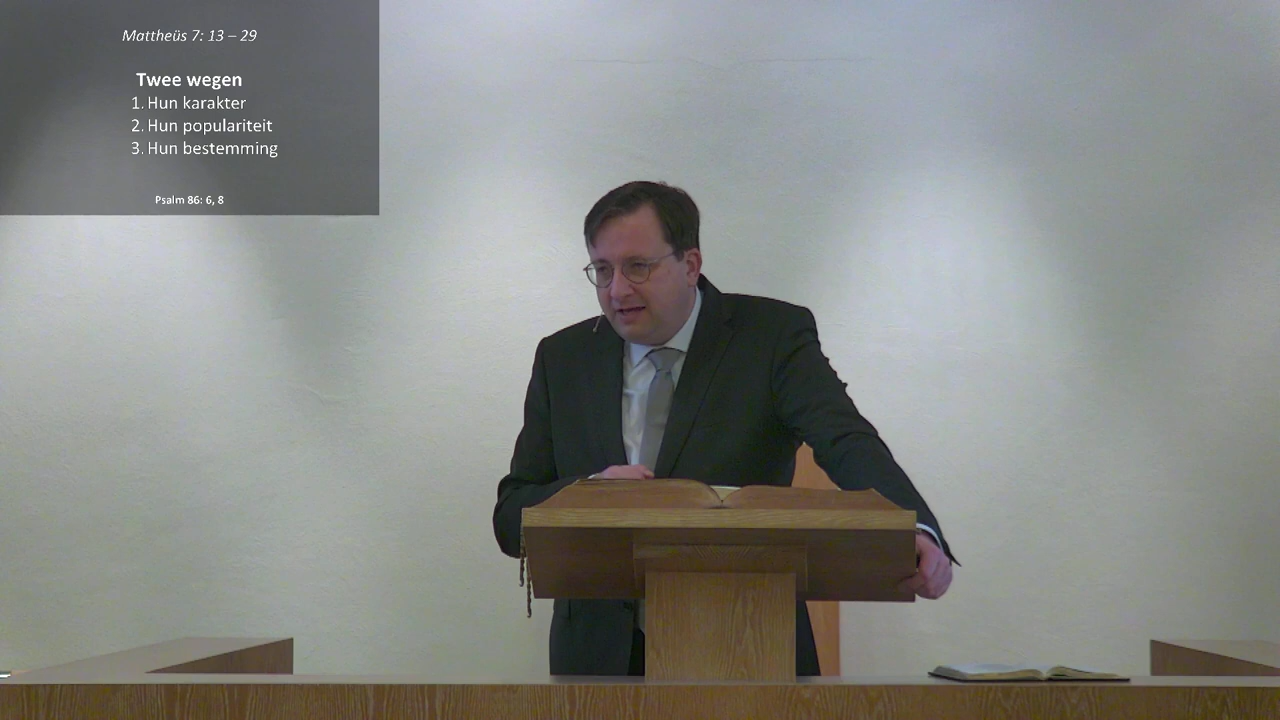 Mattheüs 7: 13 – 29
Twee wegen
1. Hun karakter
2. Hun populariteit
3. Hun bestemming
Psalm 86: 6, 8